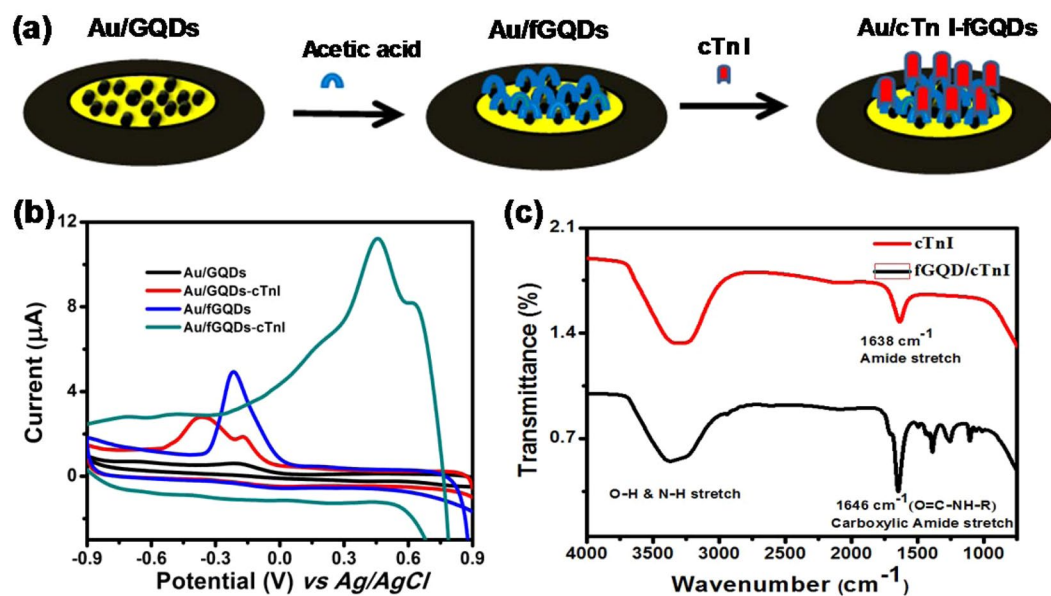 (a)
Au/GQDs
Acetic acid
Au/fGQDs
cTn I
Au/cTn I-fGQDs
(b)
12
8
4
0
Current (µA)
Au/GQDs
Au/GQDs-cTnI
Au/fGQDs
Au/fGQDs-cTnI
-0.9 -0.6 -0.3 0.0 0.3 0.6 0.9
Potential (V) vs Ag/AgCl
(c)
2.1
1.4
0.7
Transmittance (%)
cTnI
fGQD/cTnI
1638 cm-1
Amide stretch
O-H & N-H stretch
1646 cm-1(O=C-NH-R)
Carboxylic Amide stretch
4000 3500 3000 2500 2000 1500 1000
Wavenumber (cm-1)